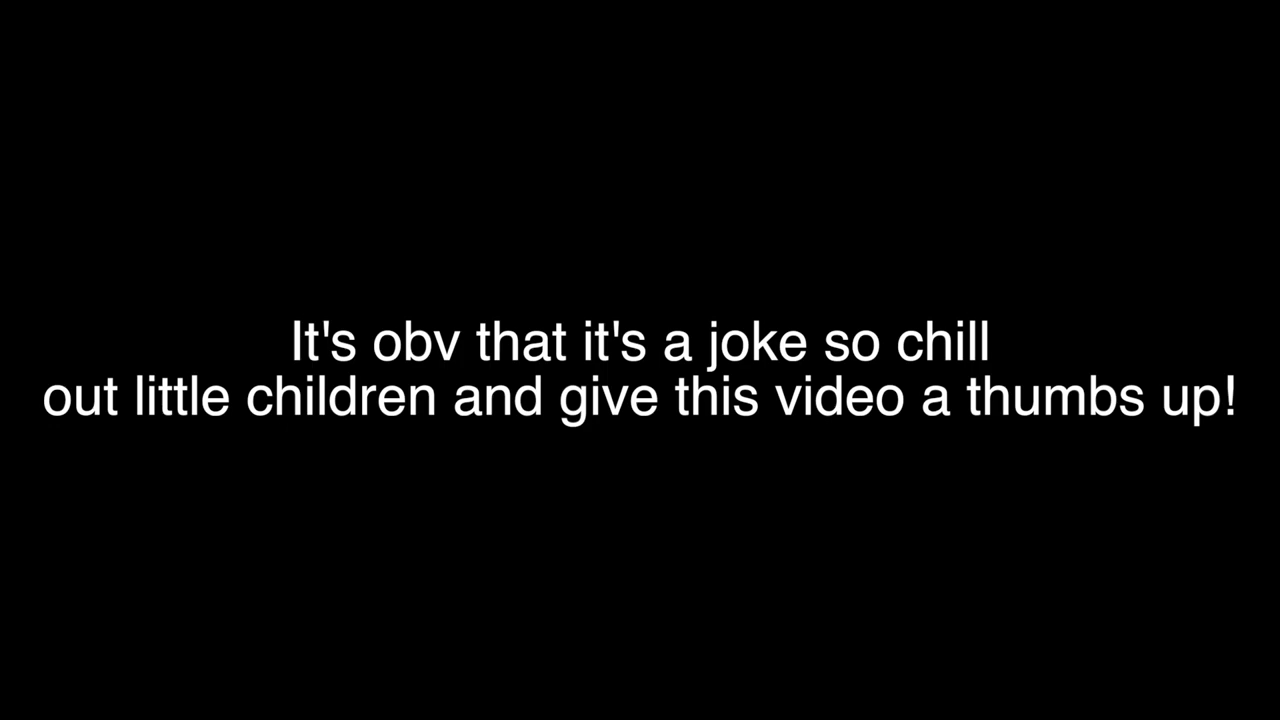 It's obv that it's a joke so chill
out little children and give this video a thumbs up!